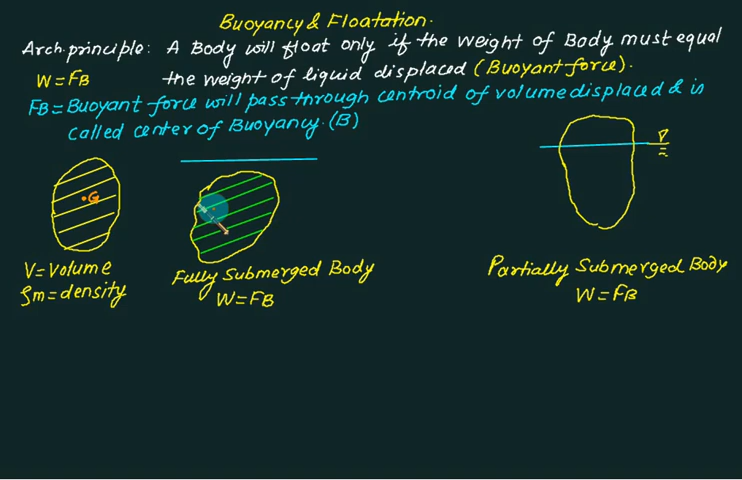 Buoyancy & Floatation.
Arch.principle: A Body will float only if the weight of Body must equal
W=FB the weight of liquid displaced (Buoyant force).
FB=Buoyant force will pass through centroid of volume displaced & is
called center of Buoyancy.(B)
G
V=Volume
ρm=density
Fully Submerged Body
W=FB
Partially Submerged Body
W=FB